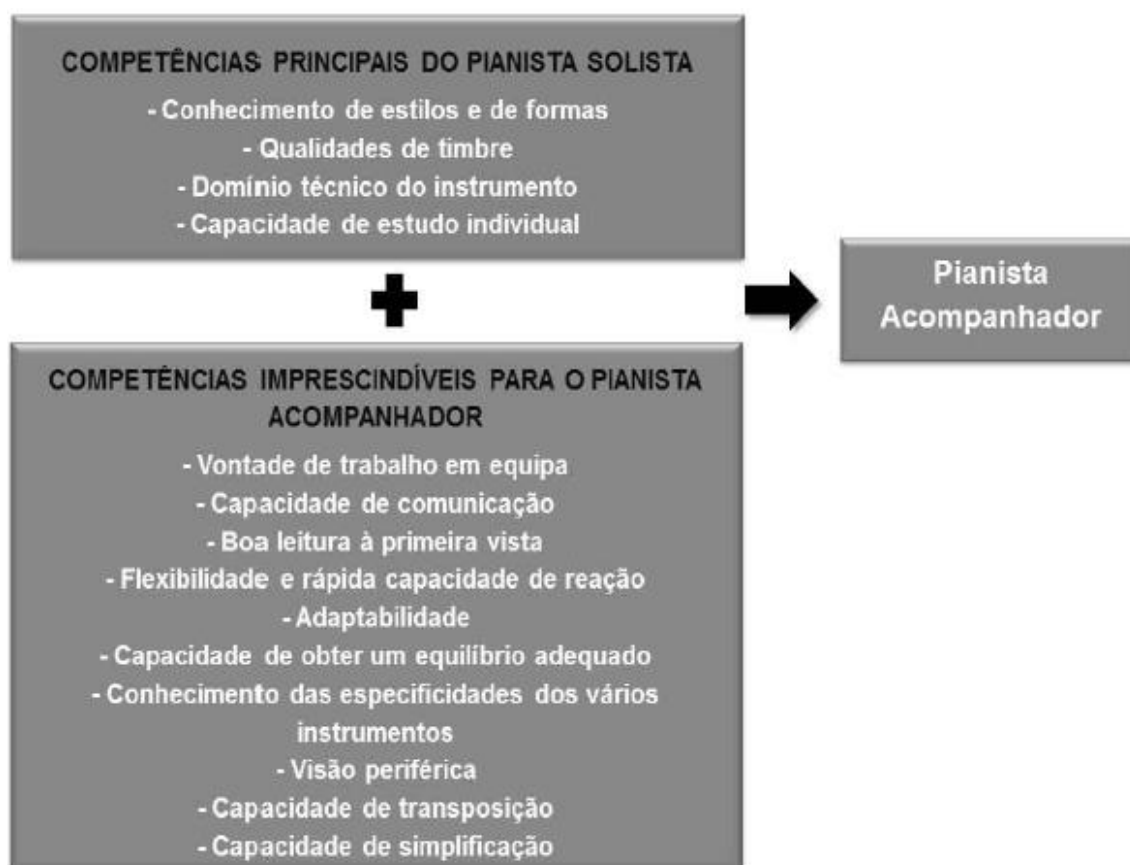 COMPETÊNCIAS PRINCIPAIS DO PIANISTA SOLISTA
- Conhecimento de estilos e de formas
- Qualidades de timbre
- Domínio técnico do instrumento
- Capacidade de estudo individual
Pianista
Acompanhador
COMPETÊNCIAS IMPRESCINDÍVEIS PARA O PIANISTA
ACOMPANHADOR
- Vontade de trabalho em equipa
- Capacidade de comunicação
- Boa leitura à primeira vista
- Flexibilidade e rápida capacidade de reação
- Adaptabilidade
- Capacidade de obter um equilíbrio adequado
- Conhecimento das especificidades dos vários
instrumentos
- Visão periférica
- Capacidade de transposição
- Capacidade de simplificação